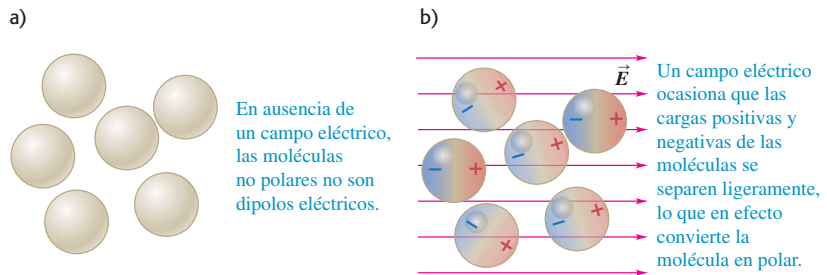 a)
En ausencia de
un campo eléctrico,
las moléculas
no polares no son
dipolos eléctricos.
b)
E
+
−
− +
− +
− +
− +
− +
Un campo eléctrico
ocasiona que las
cargas positivas y
negativas de las
moléculas se
separen ligeramente,
lo que en efecto
convierte la
molécula en polar.